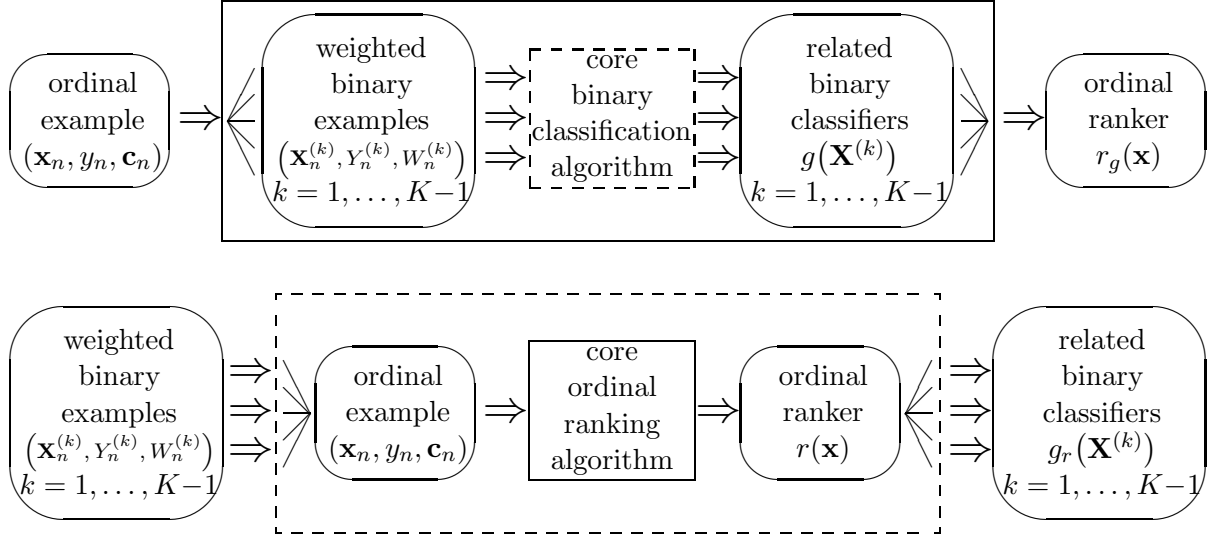 ordinal
example
(x_n, y_n, c_n)
weighted
binary
examples
(x_n^{(k)}, Y_n^{(k)}, W_n^{(k)})
k = 1, . . . , K−1
core
binary
classification
algorithm
related
binary
classifiers
g(X^{(k)})
k = 1, . . . , K−1
ordinal
ranker
r_g(x)
weighted
binary
examples
(x_n^{(k)}, Y_n^{(k)}, W_n^{(k)})
k = 1, . . . , K−1
ordinal
example
(x_n, y_n, c_n)
core
ordinal
ranking
algorithm
ordinal
ranker
r(x)
related
binary
classifiers
g_r(X^{(k)})
k = 1, . . . , K−1